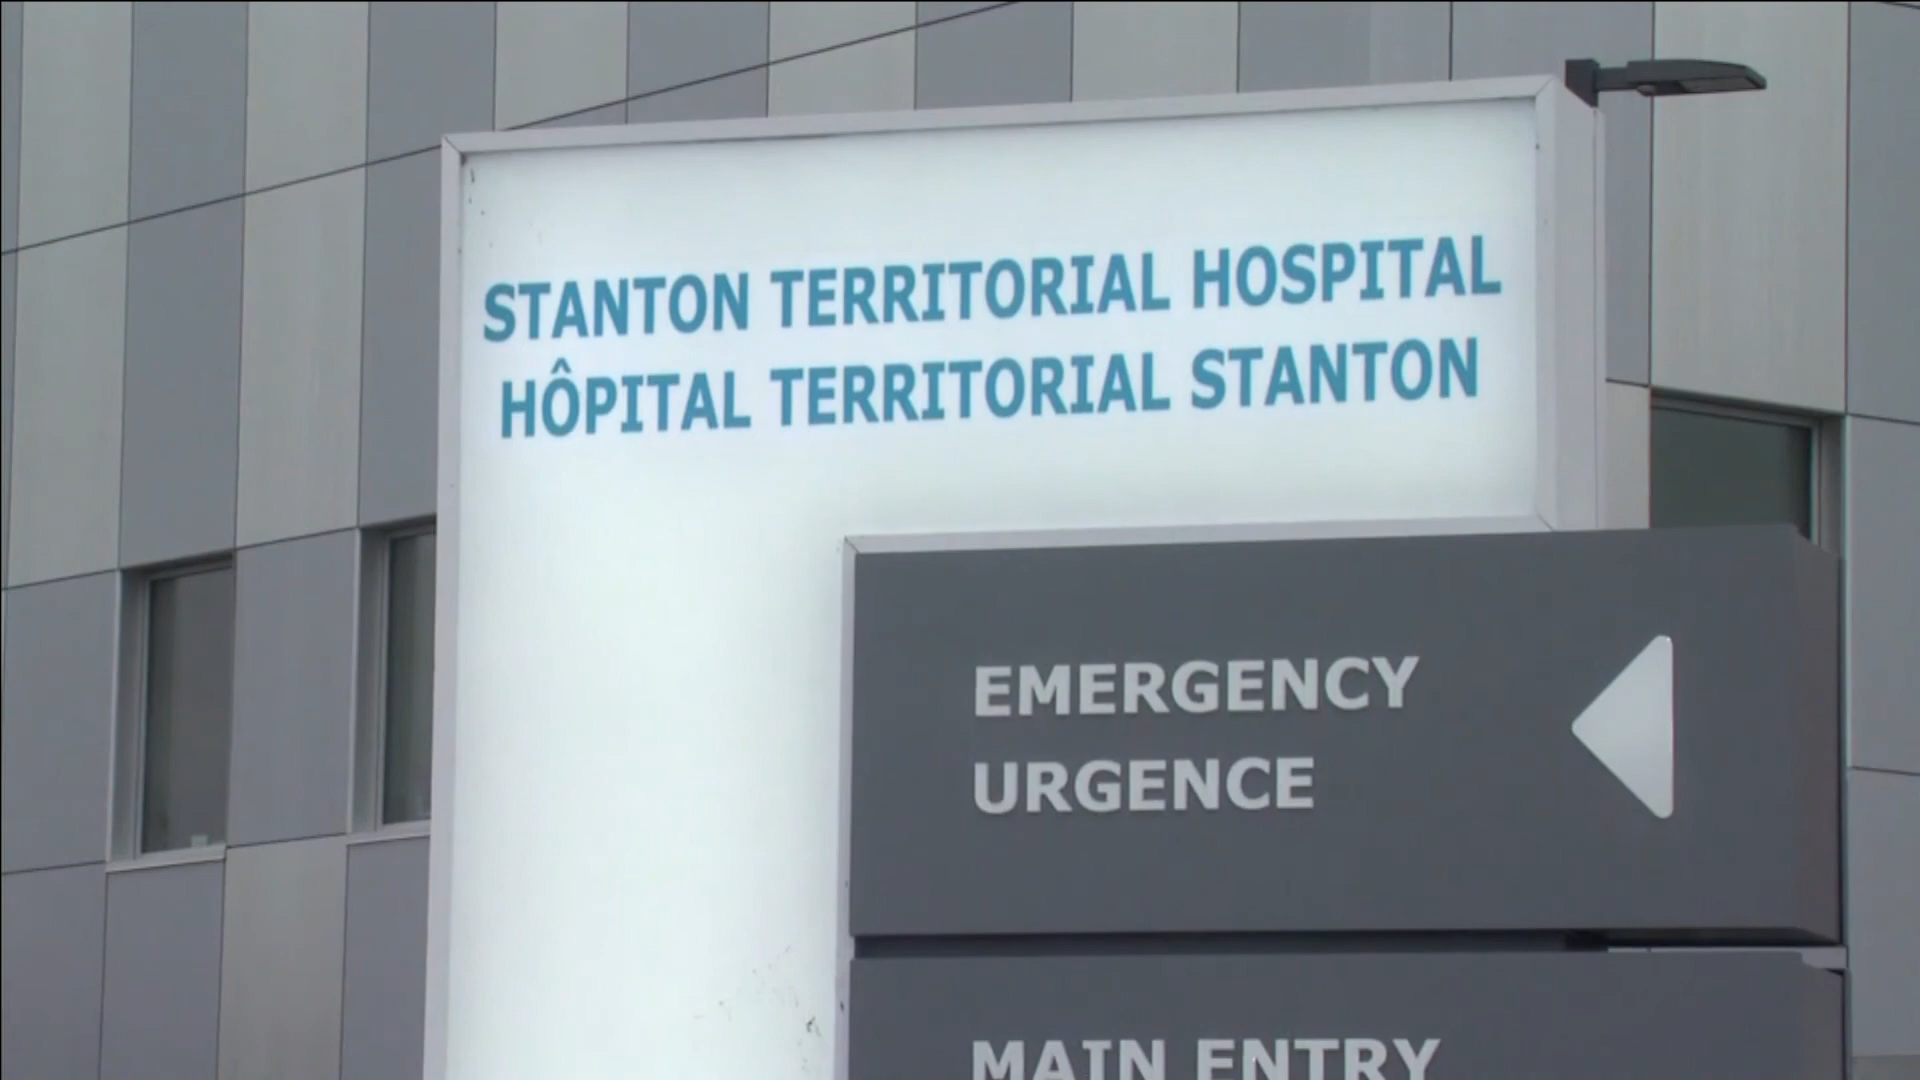 STANTON TERRITORIAL HOSPITAL
HÔPITAL TERRITORIAL STANTON
EMERGENCY
URGENCE
MAIN ENTRY